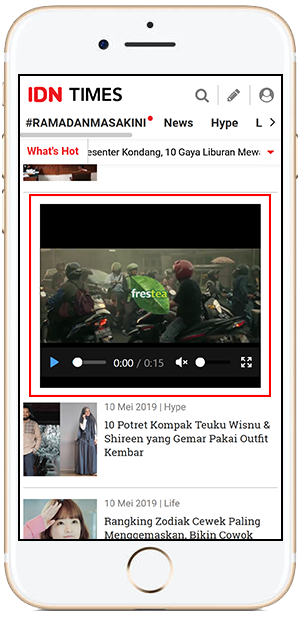 IDN TIMES
#RAMADANMASAKINI News Hype L
What's Hot esenter Kondang, 10 Gaya Liburan Mewa
frestea
0:00 / 0:15
10 Mei 2019 | Hype
10 Potret Kompak Teuku Wisnu &
Shireen yang Gemar Pakai Outfit
Kembar
10 Mei 2019 | Life
Rangking Zodiak Cewek Paling
Menggemaskan, Bikin Cowok